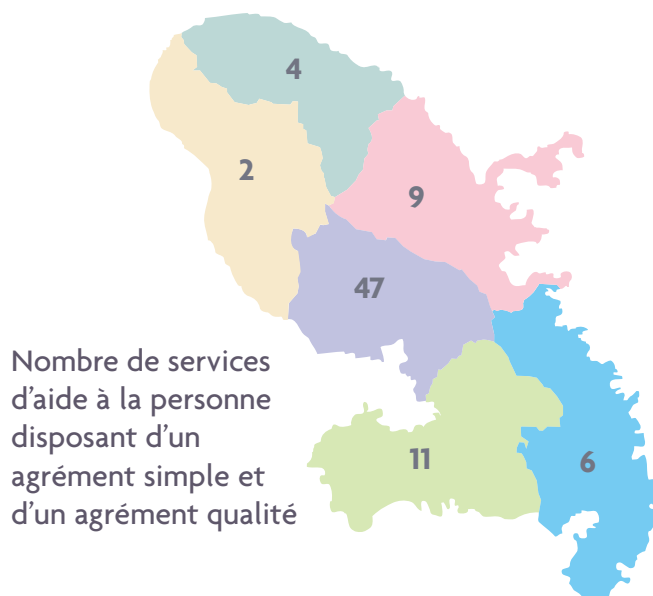 4
2
9
47
Nombre de services
d'aide à la personne
disposant d'un
agrément simple et
d'un agrément qualité
11
6